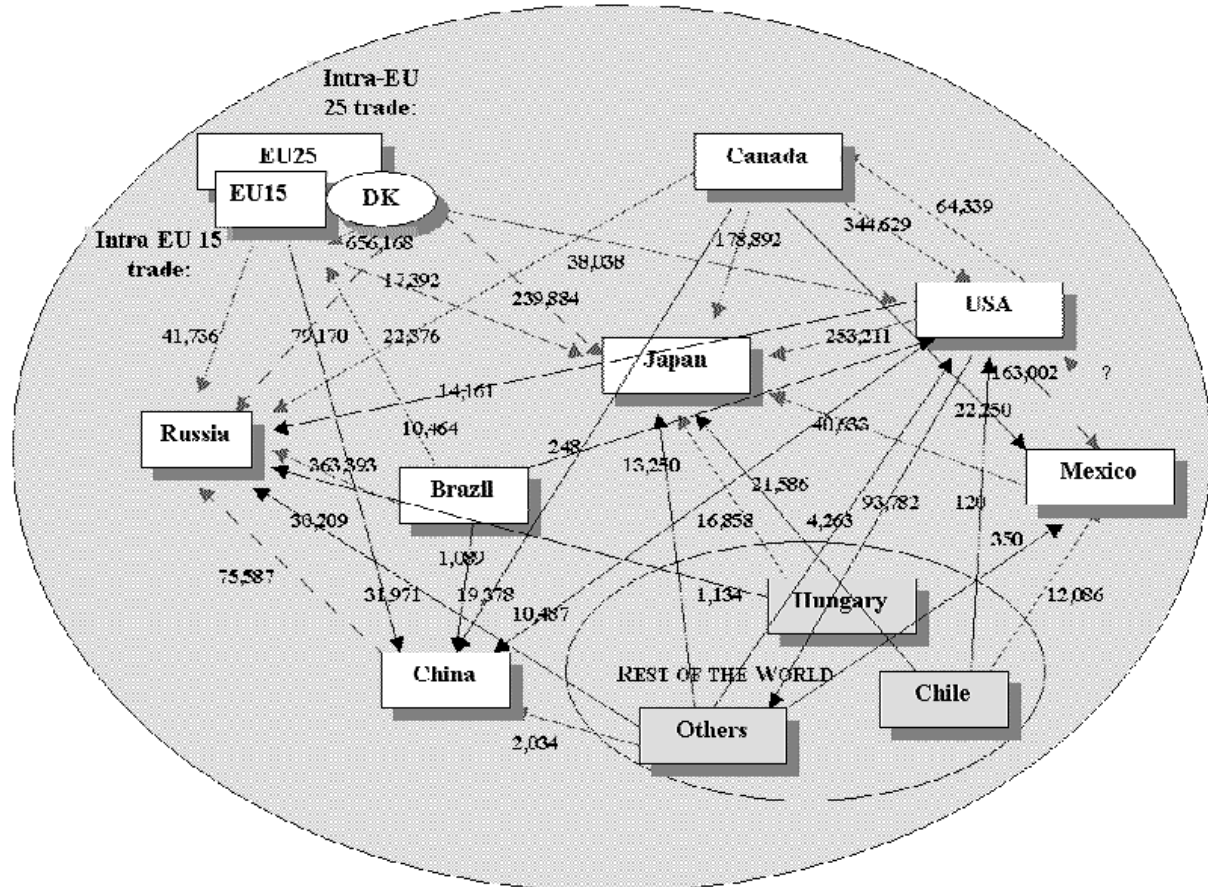 Intra-EU
25 trade:
EU25
Canada
EU15
DK
64,339
344,629
Intra EU 15
trade:
656,168
178,892
38,038
17,392
239,884
USA
41,736
79,170
22,376
253,211
Japan
163,002
?
14,161
22,250
Russia
10,464
40,633
248
363,393
13,250
Mexico
Brazil
21,586
93,782
120
30,209
16,858
4,263
350
1,089
75,587
31,971
19,378
1,134
Hungary
12,086
10,487
China
REST OF THE WORLD
Chile
Others
2,034